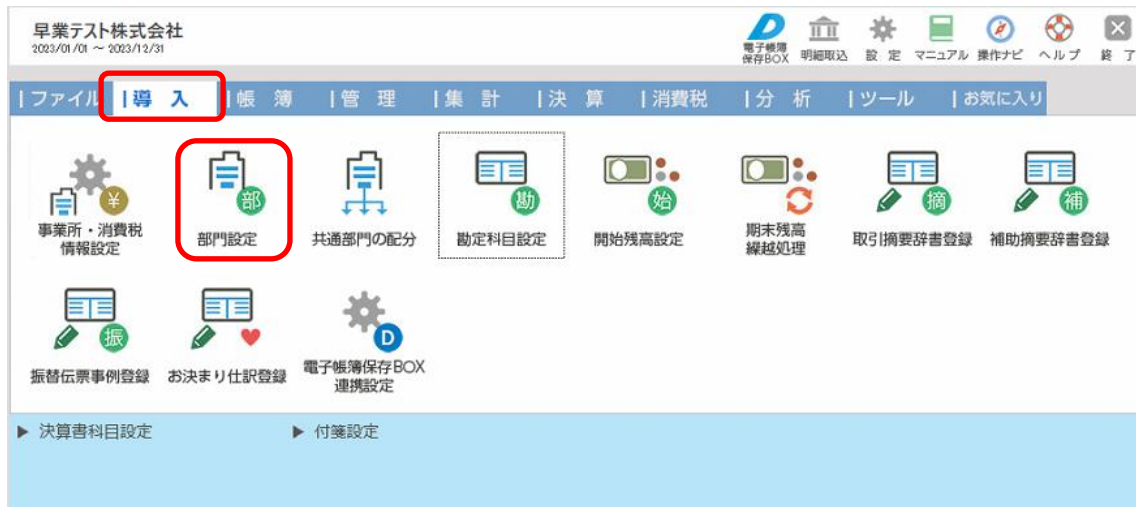 早業テスト株式会社
2023/01/01 ～ 2023/12/31
D
電子帳簿
保存BOX
明細取込
設 定
マニュアル
操作ナビ
ヘルプ
終 了
|ファイル
|導 入
|帳 簿
|管 理
|集 計
|決 算
|消費税
|分 析
|ツール
|お気に入り
¥
部
勘
始
摘
補
事業所・消費税
情報設定
部門設定
共通部門の配分
勘定科目設定
開始残高設定
期末残高
繰越処理
取引摘要辞書登録
補助摘要辞書登録
振
D
振替伝票事例登録
お決まり仕訳登録
電子帳簿保存BOX
連携設定
▶ 決算書科目設定
▶ 付箋設定